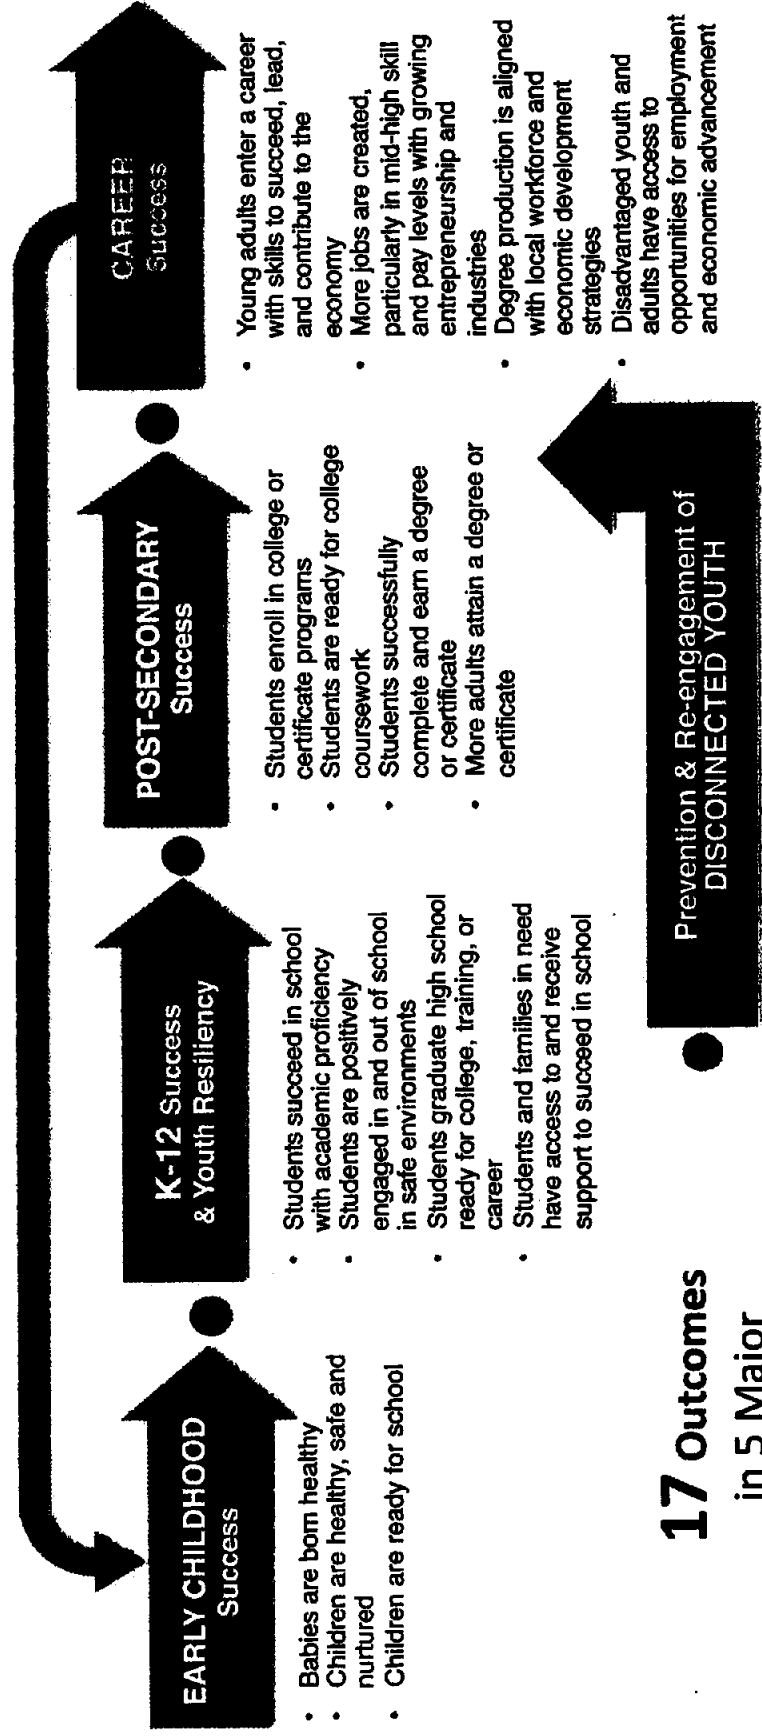 EARLY CHILDHOOD
Success
• Babies are born healthy
• Children are healthy, safe and
nurtured
• Children are ready for school
K-12 Success
& Youth Resiliency
• Students succeed in school
with academic proficiency
• Students are positively
engaged in and out of school
in safe environments
• Students graduate high school
ready for college, training, or
career
• Students and families in need
have access to and receive
support to succeed in school
POST-SECONDARY
Success
• Students enroll in college or
certificate programs
• Students are ready for college
coursework
• Students successfully
complete and earn a degree
or certificate
• More adults attain a degree or
certificate
CAREER
Success
• Young adults enter a career
with skills to succeed, lead,
and contribute to the
economy
• More jobs are created,
particularly in mid-high skill
and pay levels with growing
entrepreneurship and
industries
• Degree production is aligned
with local workforce and
economic development
strategies
• Disadvantaged youth and
adults have access to
opportunities for employment
and economic advancement
Prevention & Re-engagement of
DISCONNECTED YOUTH
17 Outcomes
in 5 Major